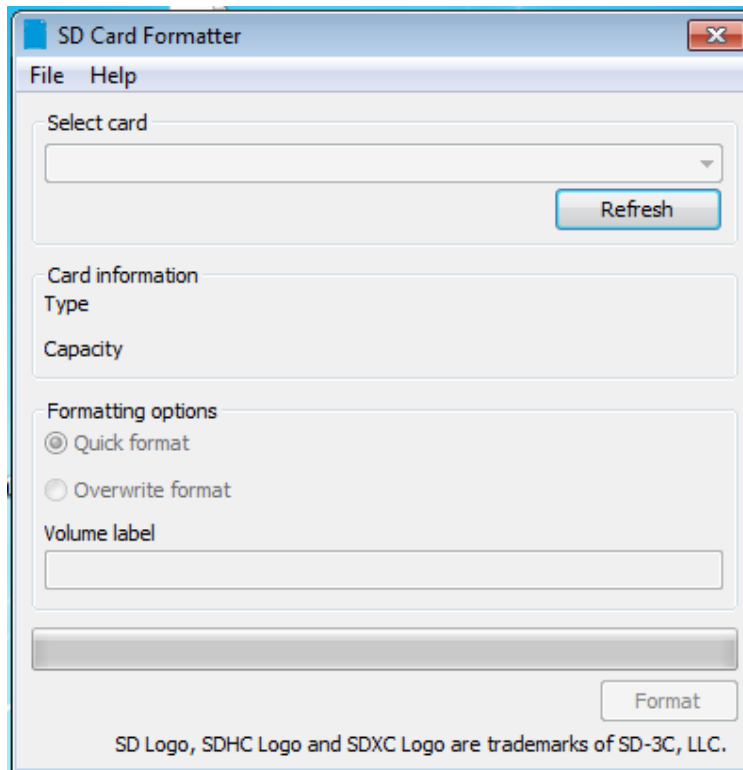 SD Card Formatter
File Help
Select card
Refresh
Card information
Type
Capacity
Formatting options
Quick format
Overwrite format
Volume label
Format
SD Logo, SDHC Logo and SDXC Logo are trademarks of SD-3C, LLC.